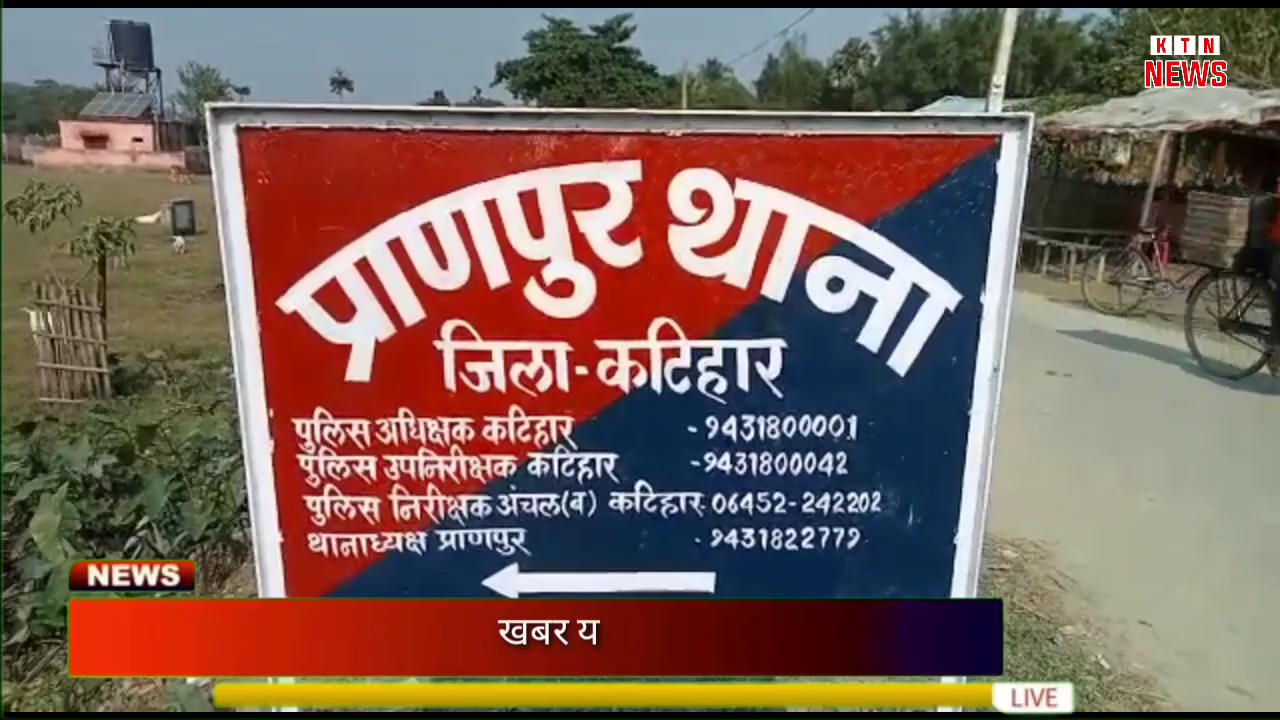 KTN
NEWS
प्राणपुर थाना
जिला-कटिहार
पुलिस अधिक्षक कटिहार - 9431800001
पुलिस उपनिरीक्षक कटिहार -9431800042
पुलिस निरीक्षक अंचल(ब) कटिहार- 06452-242202
थानाध्यक्ष प्राणपुर - 9431822779
NEWS
खबर य
LIVE